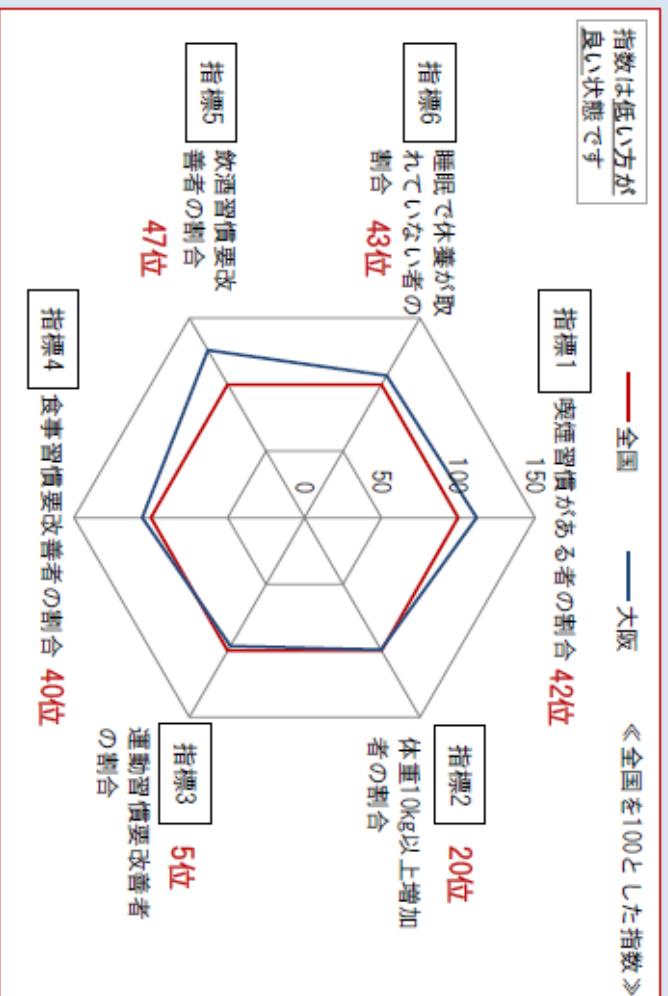 指数は低い方が
良い状態です
全国
大阪
≪全国を100とした指数≫
指標1
喫煙習慣がある者の割合 42位
指標6
睡眠で休養が取
れていない者の
割合 43位
指標2
20位
体重10kg以上増加
者の割合
150
100
50
0
指標5
飲酒習慣要改
善者の割合
47位
指標3
5位
運動習慣要改善者
の割合
指標4
食事習慣要改善者の割合 40位